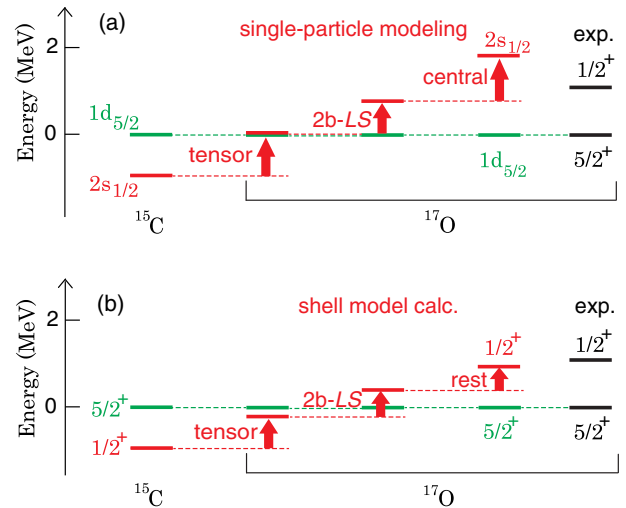 (a)
single-particle modeling
2s1/2
exp.
2
1/2+
central
1d5/2
2b-LS
0
tensor
5/2+
2s1/2
1d5/2
15C
17O
Energy (MeV)
(b)
shell model calc.
exp.
2
1/2+
1/2+
rest
5/2+
2b-LS
0
1/2+
tensor
5/2+
5/2+
15C
17O
Energy (MeV)